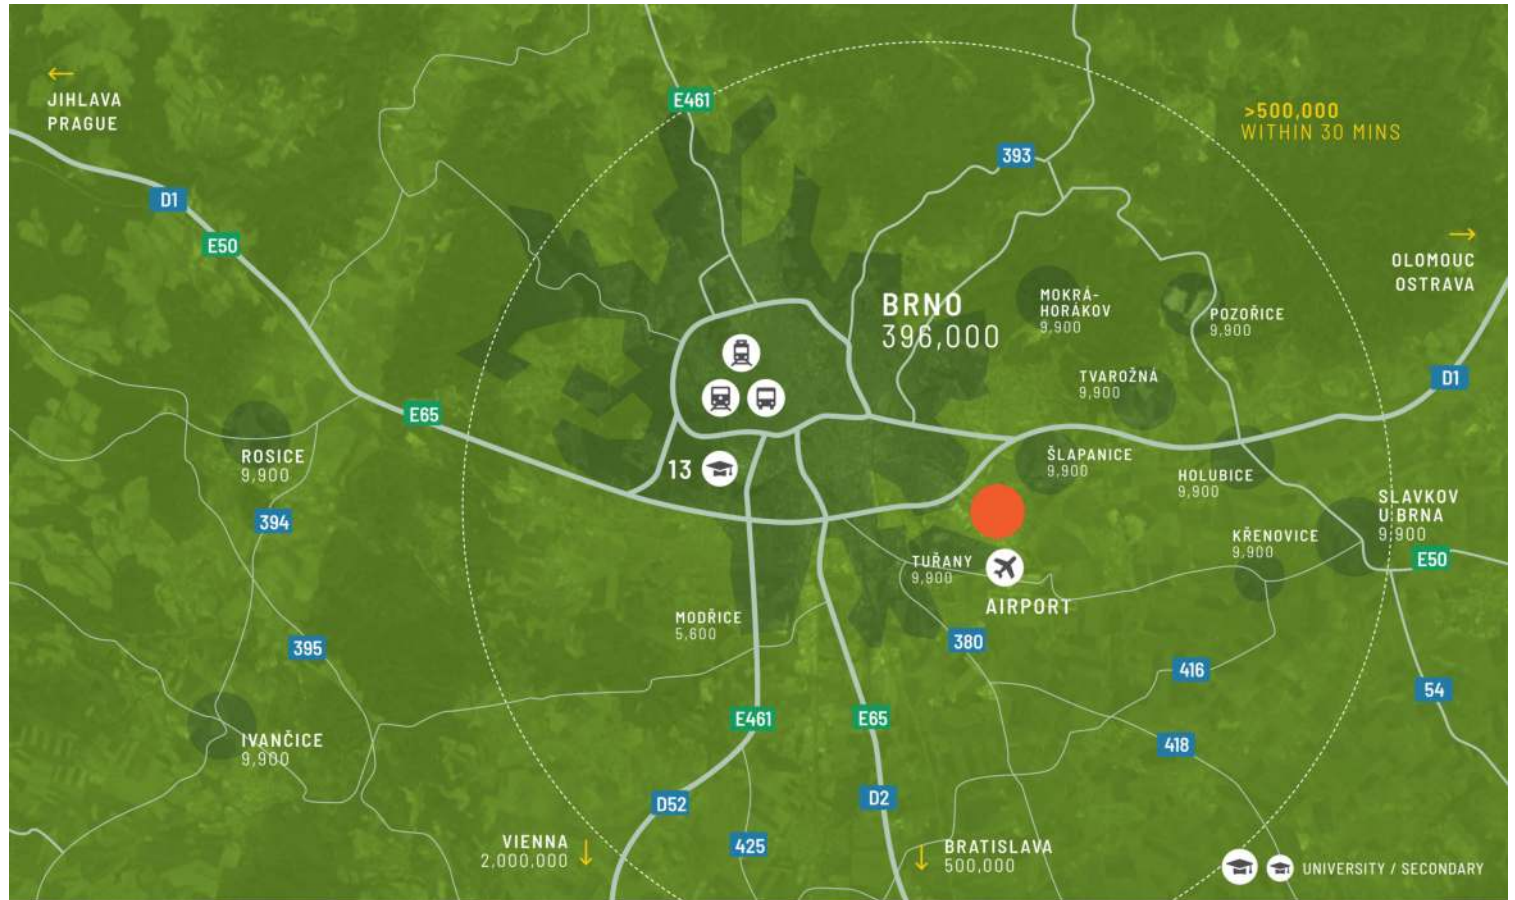 JIHLAVA
PRAGUE
E461
>500,000
WITHIN 30 MINS
393
D1
E50
OLOMOUC
OSTRAVA
BRNO
396,000
MOKRÁ-
HORÁKOV
9,900
POZOŘICE
9,900
TVAROŽNÁ
9,900
D1
E65
ROSICE
9,900
13
ŠLAPANICE
9,900
HOLUBICE
9,900
SLAVKOV
U BRNA
9,900
394
KŘENOVICE
9,900
E50
TUŘANY
9,900
AIRPORT
MODŘICE
5,600
395
380
416
54
E461
E65
IVANČICE
9,900
418
D52
D2
425
VIENNA
2,000,000
BRATISLAVA
500,000
UNIVERSITY / SECONDARY